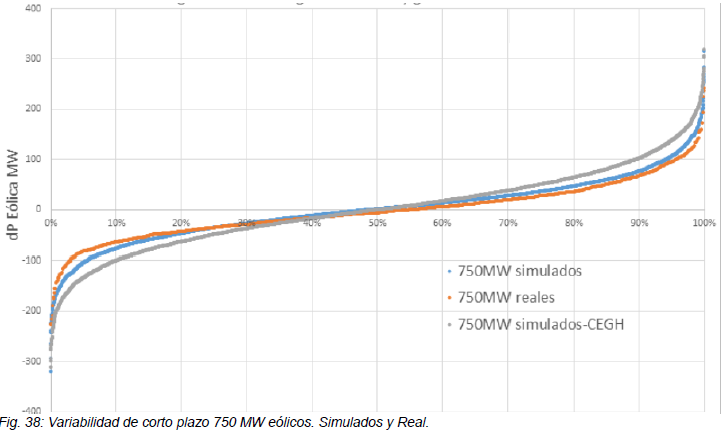 400
300
200
100
0
-100
-200
-300
-400
dP Eólica MW
0% 10% 20% 30% 40% 50% 60% 70% 80% 90% 100%
750MW simulados
750MW reales
750MW simulados-CEGH
Fig. 38: Variabilidad de corto plazo 750 MW eólicos. Simulados y Real.